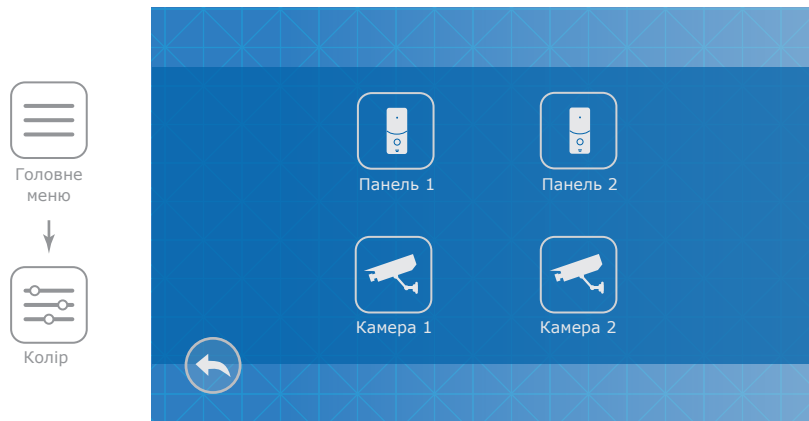 Головне
меню
Колір
Панель 1
Панель 2
Камера 1
Камера 2